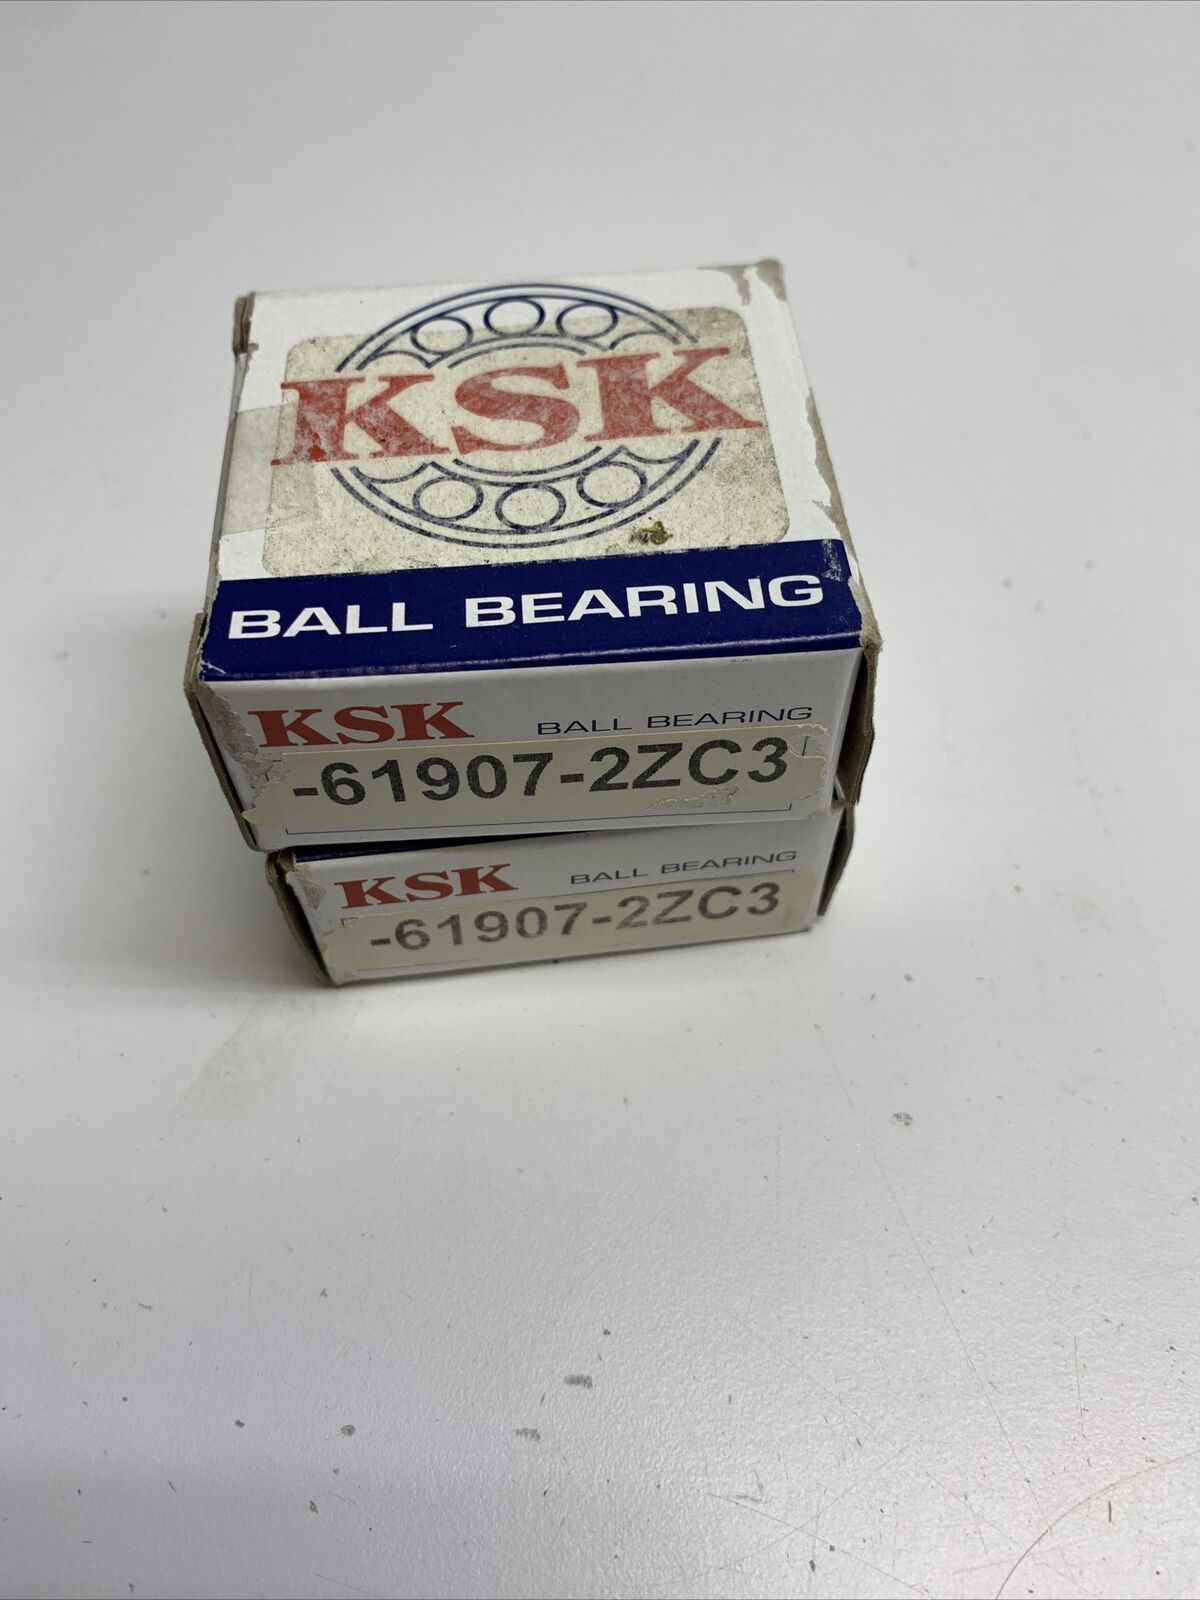 KSK
BALL BEARING
KSK BALL BEARING
-61907-2ZC3
KSK BALL BEARING
-61907-2ZC3